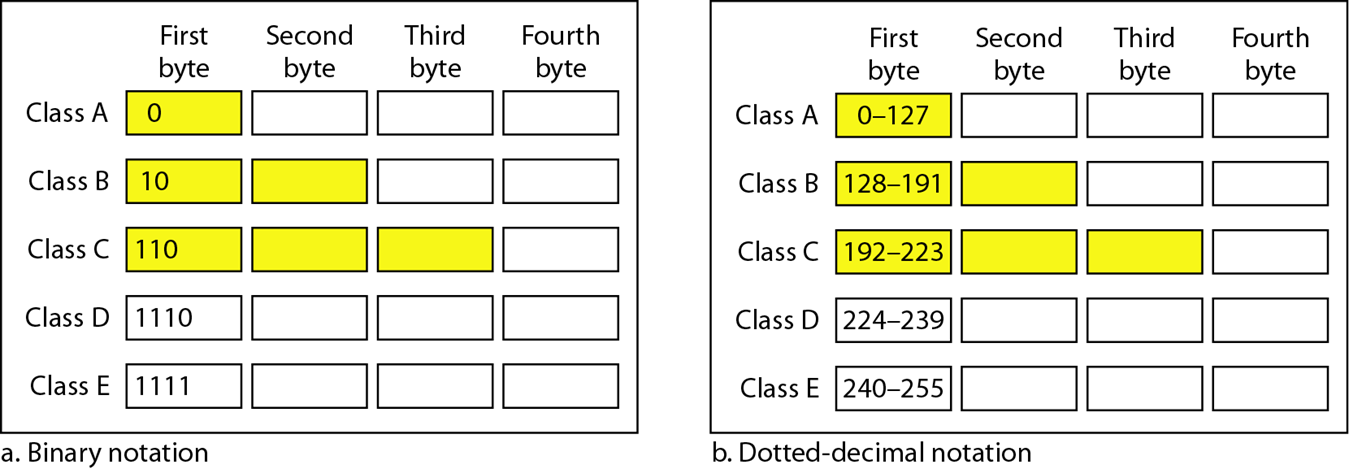 First Second Third Fourth
byte byte byte byte
Class A 0
Class B 10
Class C 110
Class D 1110
Class E 1111
a. Binary notation
First Second Third Fourth
byte byte byte byte
Class A 0–127
Class B 128–191
Class C 192–223
Class D 224–239
Class E 240–255
b. Dotted-decimal notation